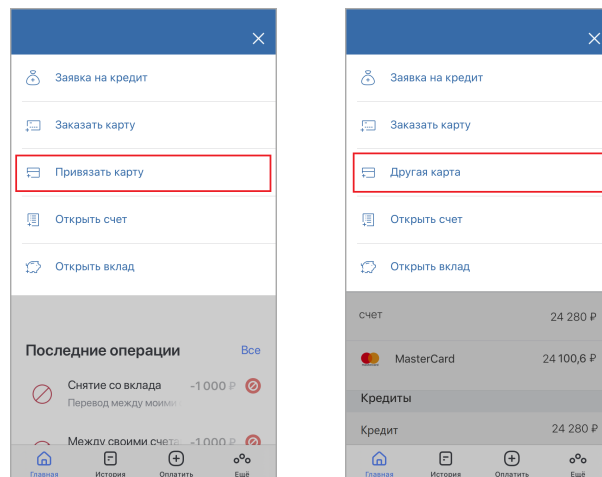 Заявка на кредит
Заказать карту
Привязать карту
Открыть счет
Открыть вклад
Последние операции Все
Снятие со вклада -1 000 ₽
Перевод между моими
Между своими счета -1 000 ₽
Главная История Оплатить Ещё
Заявка на кредит
Заказать карту
Другая карта
Открыть счет
Открыть вклад
счет 24 280 ₽
MasterCard 24 100,6 ₽
Кредиты
Кредит 24 280 ₽
Главная История Оплатить Ещё